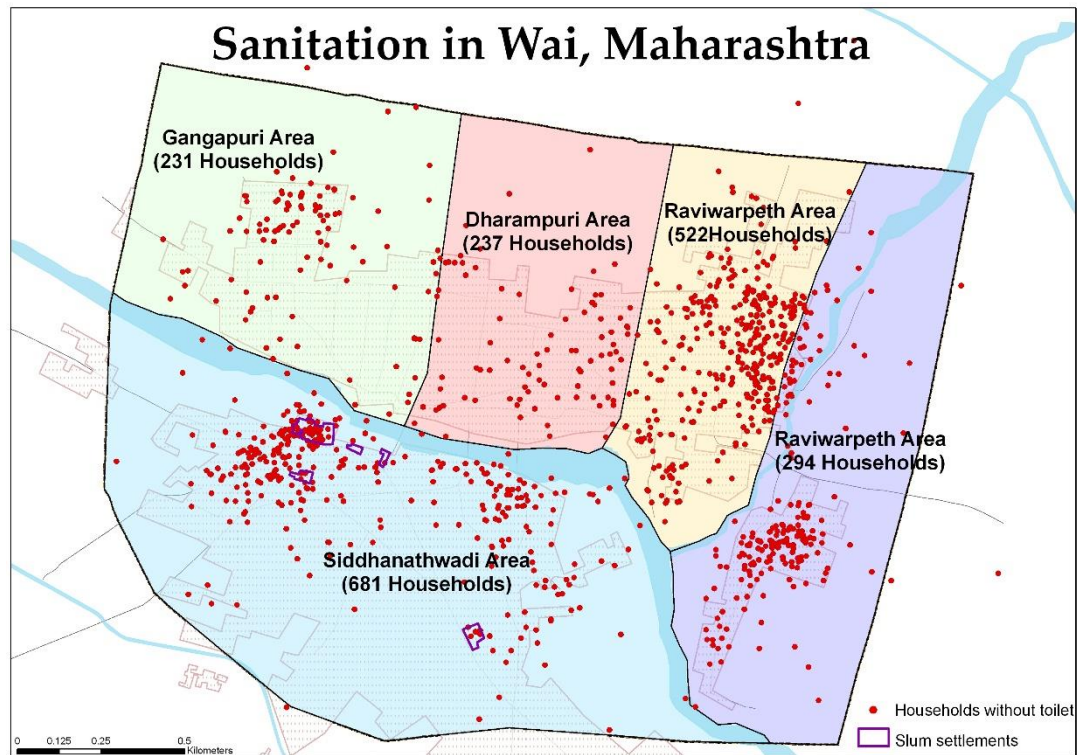 Sanitation in Wai, Maharashtra
Gangapuri Area
(231 Households)
Dharampuri Area
(237 Households)
Raviwarpeth Area
(522Households)
Raviwarpeth Area
(294 Households)
Siddhanathwadi Area
(681 Households)
Households without toilet
Slum settlements
0 0.125 0.25 0.5
Kilometers